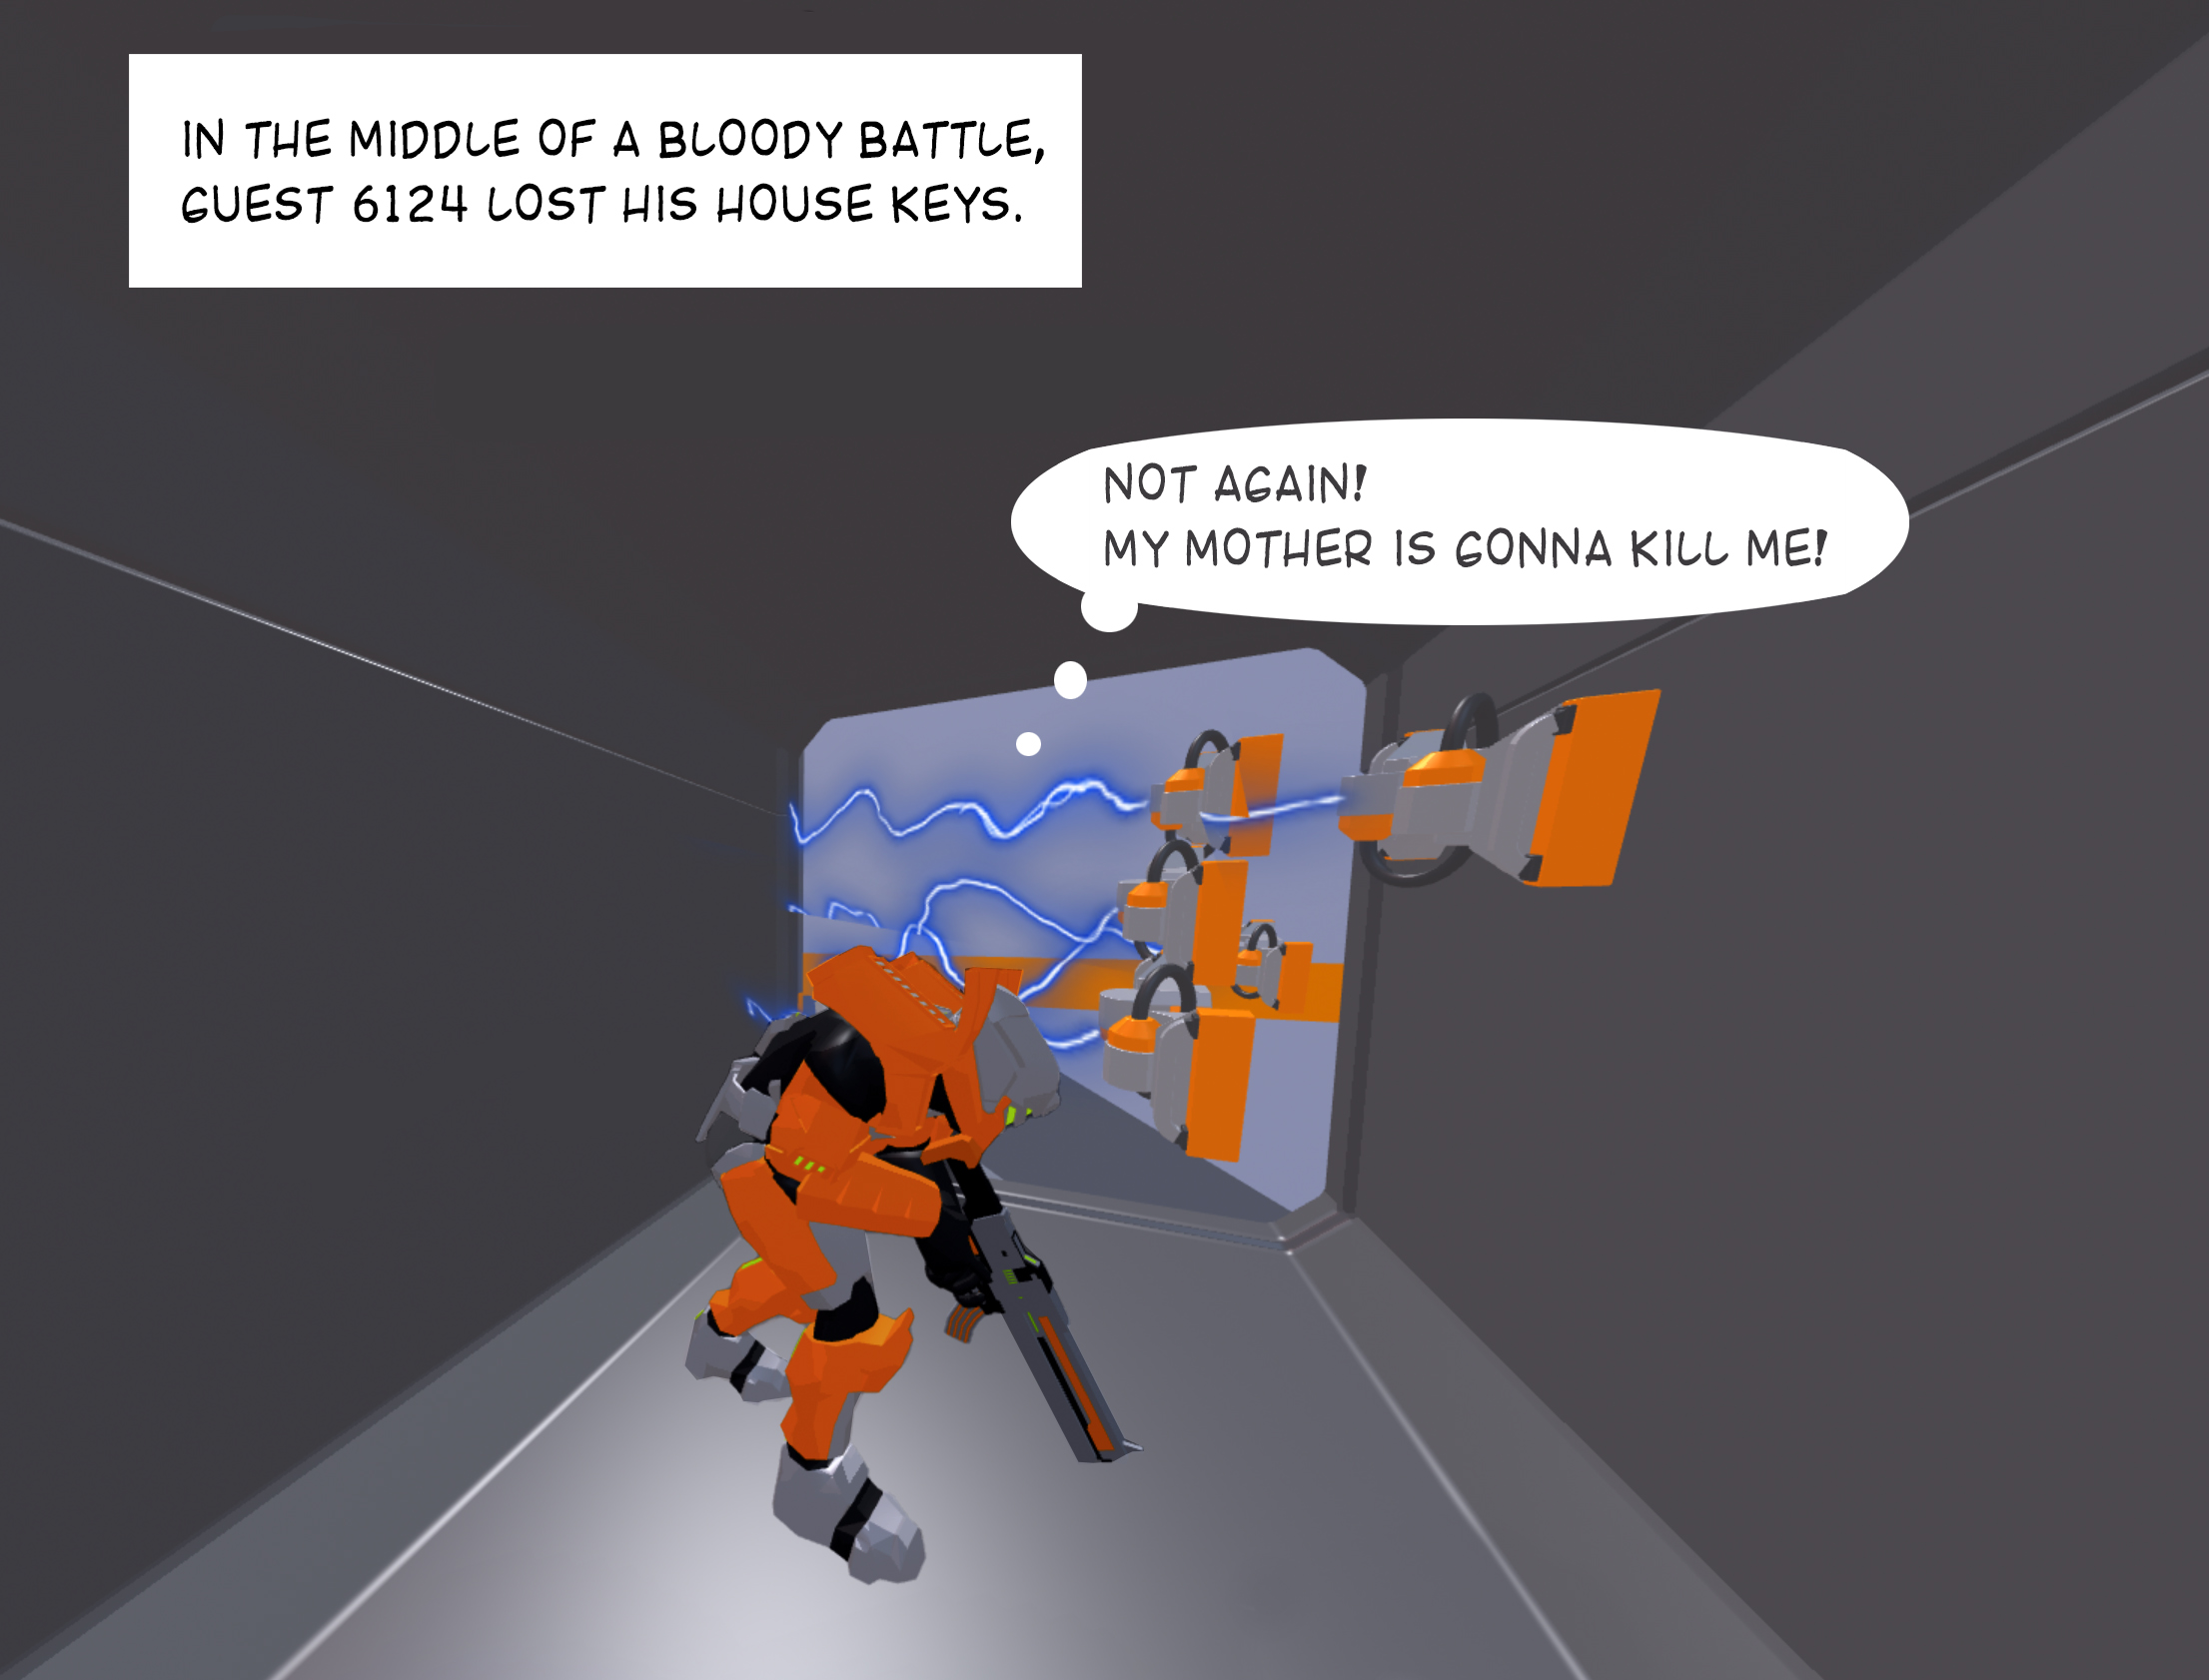 IN THE MIDDLE OF A BLOODY BATTLE,
GUEST 6124 LOST HIS HOUSE KEYS.
NOT AGAIN!
MY MOTHER IS GONNA KILL ME!